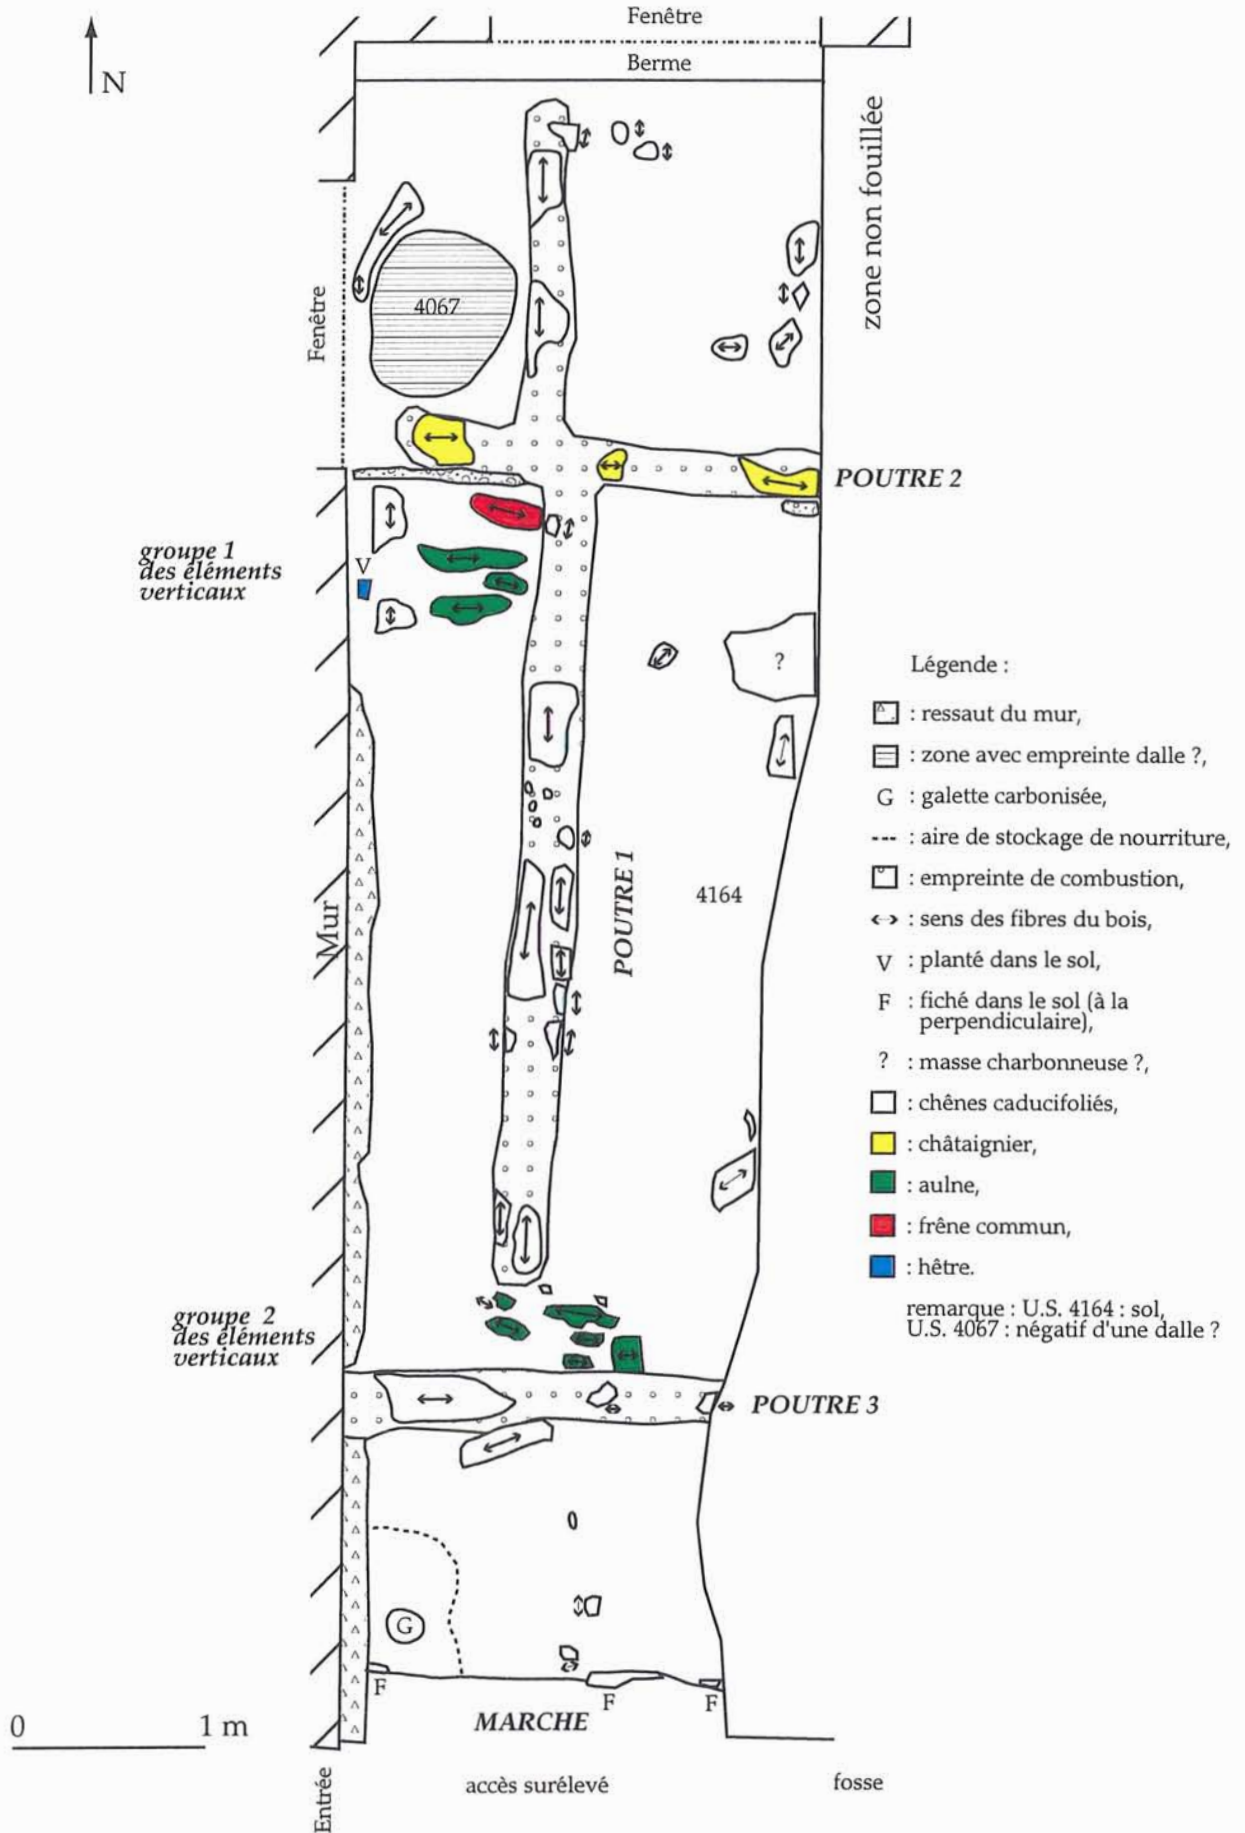 Fenêtre
Berme
N
zone non fouillée
Fenêtre
4067
POUTRE 2
groupe 1
des éléments
verticaux
V
?
Mur
POUTRE 1
4164
Légende :
: ressaut du mur,
: zone avec empreinte dalle ?,
G : galette carbonisée,
: aire de stockage de nourriture,
: empreinte de combustion,
: sens des fibres du bois,
V : planté dans le sol,
F : fiché dans le sol (à la
perpendiculaire),
? : masse charbonneuse ?,
: chênes caducifoliés,
: châtaignier,
: aulne,
: frêne commun,
: hêtre.
remarque : U.S. 4164 : sol,
U.S. 4067 : négatif d'une dalle ?
groupe 2
des éléments
verticaux
POUTRE 3
G
F
F
F
MARCHE
0 1 m
Entrée
accès surélevé
fosse